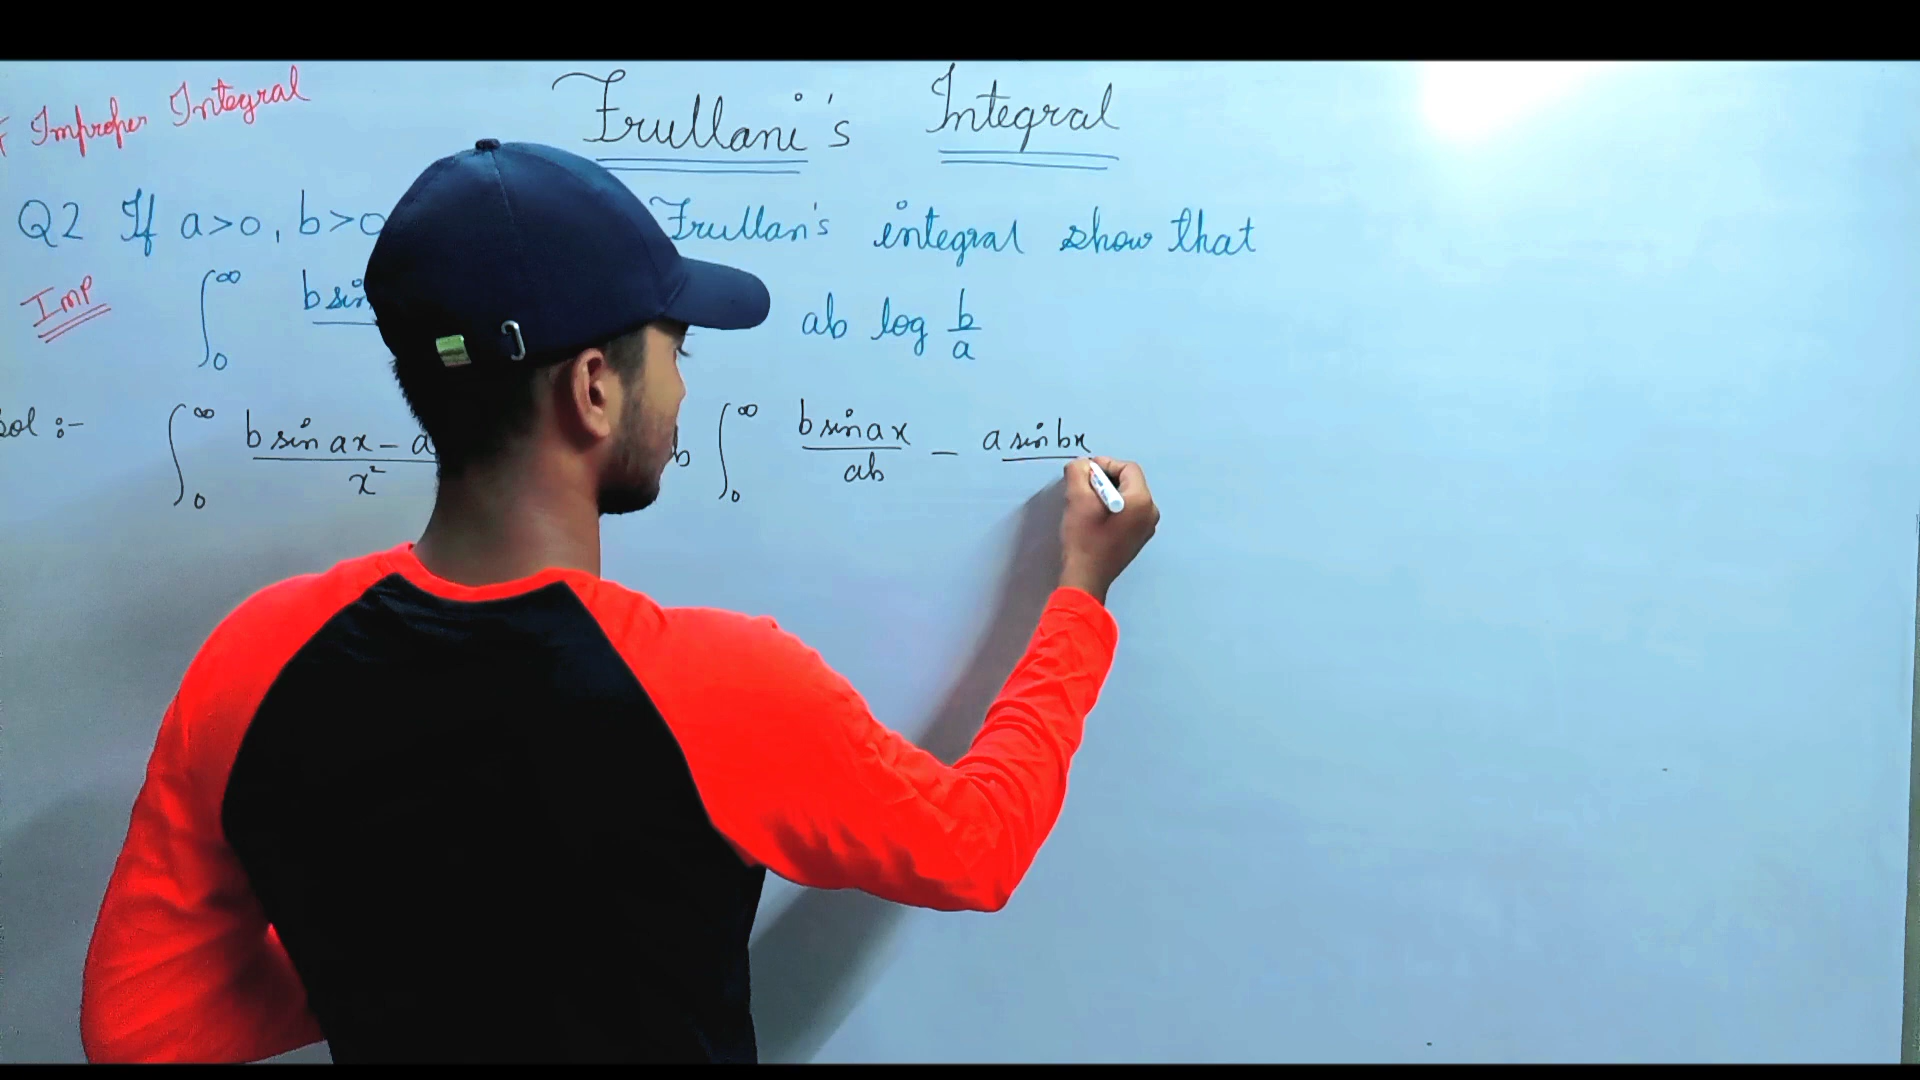 Improper Integral
Frullani's Integral
Q2 If a>0, b>0 Frullan's integral show that
Imp ∫₀^∞ b sin ab log b/a
Sol :- ∫₀^∞ b sin ax - a / x² b ∫₀^∞ b sin ax / ab - a sin bx